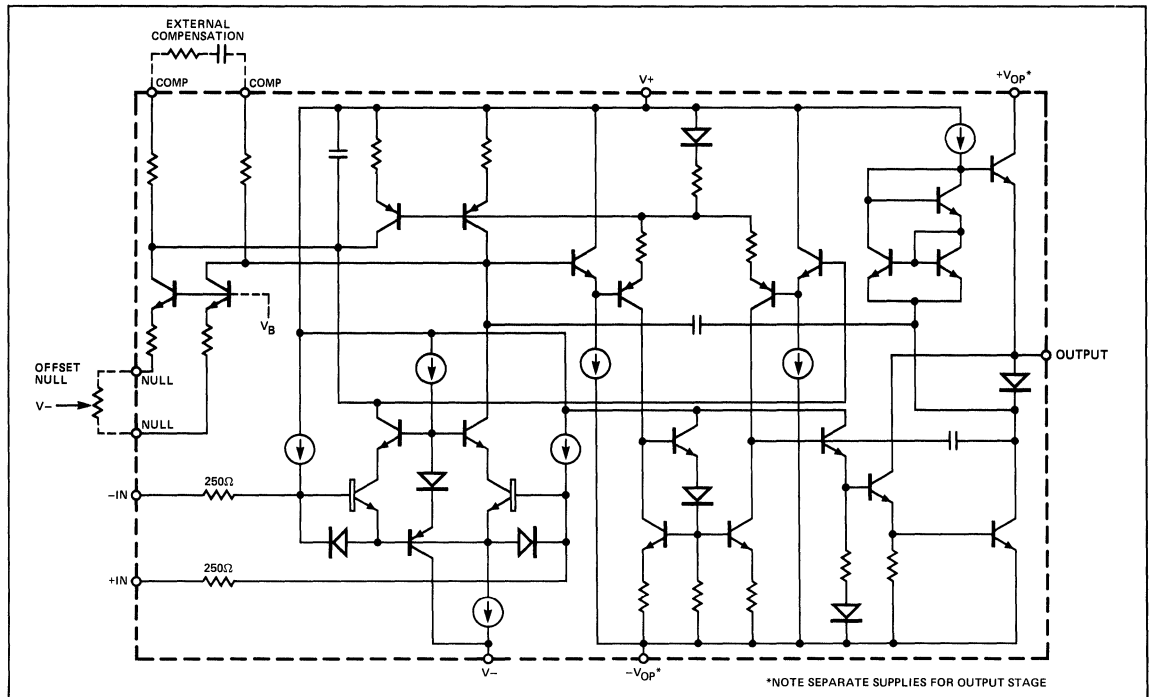 EXTERNAL
COMPENSATION
COMP
COMP
V+
+VOP*
VB
OFFSET
NULL
V–
NULL
NULL
OUTPUT
–IN
250Ω
+IN
250Ω
V–
–VOP*
*NOTE SEPARATE SUPPLIES FOR OUTPUT STAGE